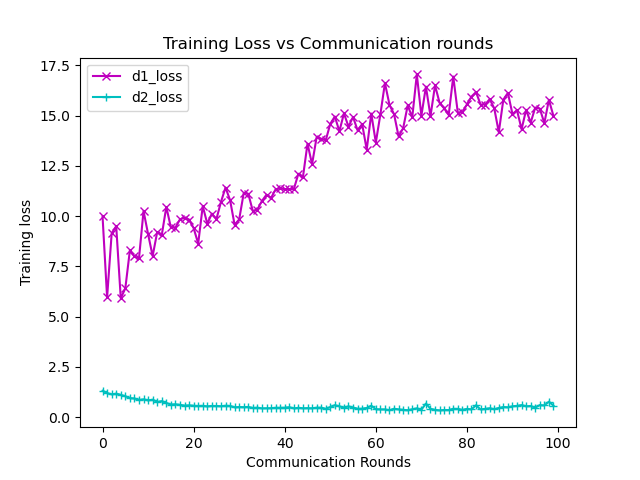 Training Loss vs Communication rounds
17.5
15.0
12.5
10.0
7.5
5.0
2.5
0.0
Training loss
d1_loss
d2_loss
0 20 40 60 80 100
Communication Rounds